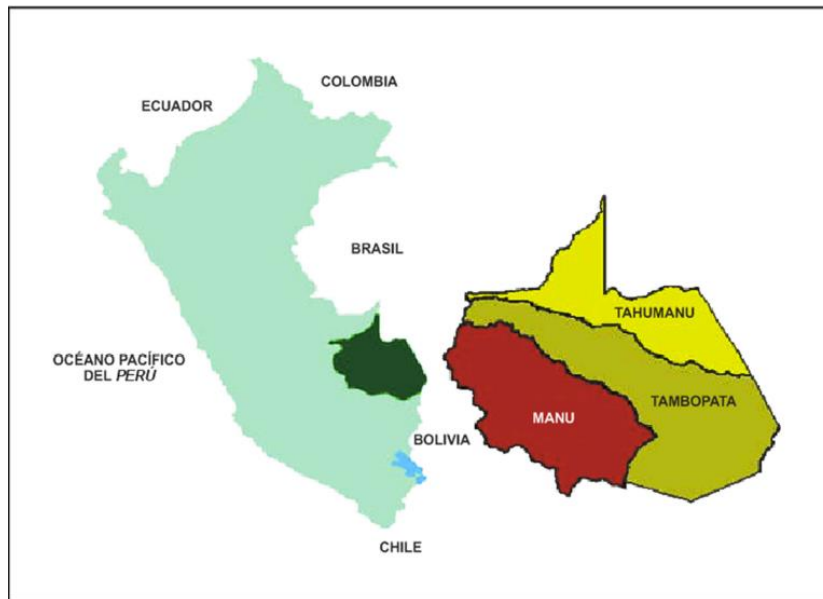 COLOMBIA
ECUADOR
BRASIL
TAHUMANU
OCÉANO PACÍFICO
DEL PERÚ
TAMBOPATA
MANU
BOLIVIA
CHILE